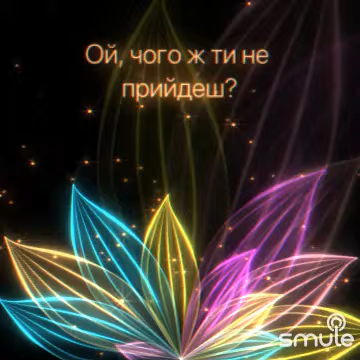 Ой, чого ж ти не
прийдеш?
smule